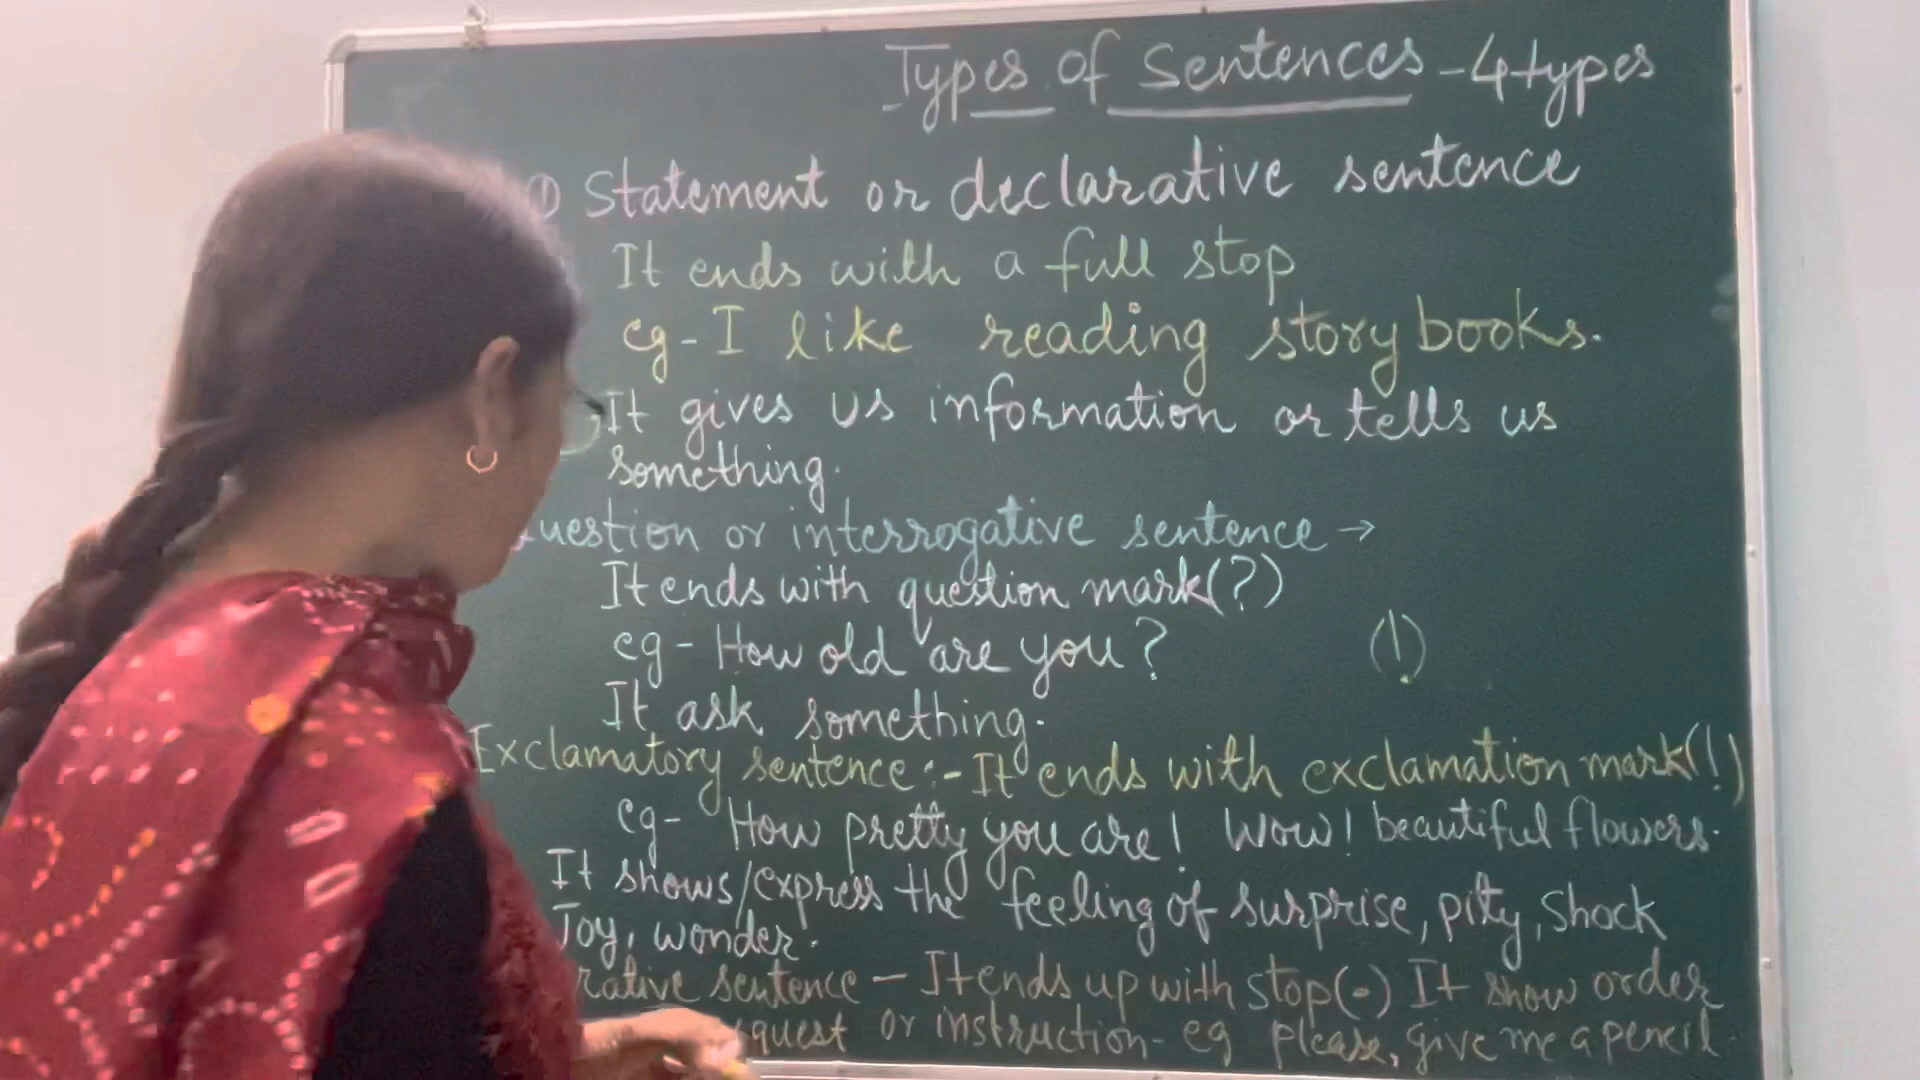 Types of Sentences - 4 types
① Statement or declarative sentence
It ends with a full stop
eg - I like reading story books.
It gives us information or tells us
something.
uestion or interrogative sentence →
It ends with question mark(?)
eg - How old are you?
(!)
It ask something.
Exclamatory sentence :- It ends with exclamation mark(!)
eg- How pretty you are! Wow! beautiful flowers.
It shows/express the feeling of surprise, pity, shock
Joy, wonder.
rative sentence - It ends up with stop(.) It show order
quest or instruction - eg please, give me a pencil.